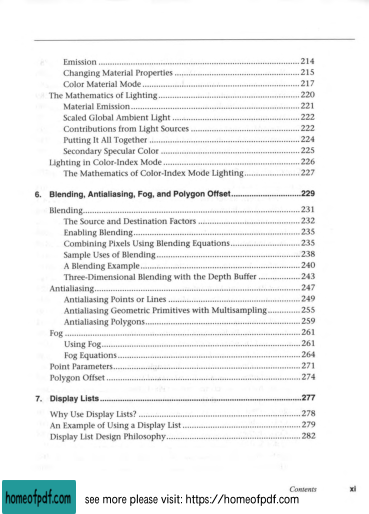 Emission ........ 214
Changing Material Properties ........ 215
Color Material Mode ........ 217
The Mathematics of Lighting ........ 220
Material Emission ........ 221
Scaled Global Ambient Light ........ 222
Contributions from Light Sources ........ 222
Putting It All Together ........ 224
Secondary Specular Color ........ 225
Lighting in Color-Index Mode ........ 226
The Mathematics of Color-Index Mode Lighting ........ 227
6. Blending, Antialiasing, Fog, and Polygon Offset ........ 229
Blending ........ 231
The Source and Destination Factors ........ 232
Enabling Blending ........ 235
Combining Pixels Using Blending Equations ........ 235
Sample Uses of Blending ........ 238
A Blending Example ........ 240
Three-Dimensional Blending with the Depth Buffer ........ 243
Antialiasing ........ 247
Antialiasing Points or Lines ........ 249
Antialiasing Geometric Primitives with Multisampling ........ 255
Antialiasing Polygons ........ 259
Fog ........ 261
Using Fog ........ 261
Fog Equations ........ 264
Point Parameters ........ 271
Polygon Offset ........ 274
7. Display Lists ........ 277
Why Use Display Lists? ........ 278
An Example of Using a Display List ........ 279
Display List Design Philosophy ........ 282
Contents xi
homeofpdf.com see more please visit: https://homeofpdf.com